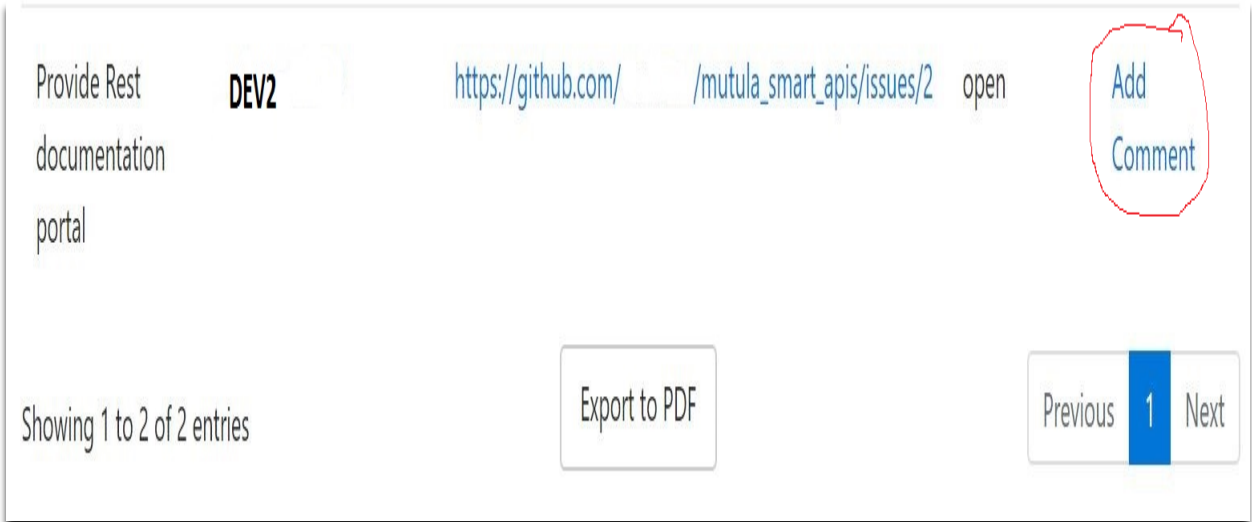 Provide Rest
documentation
portal
DEV2
https://github.com/ /mutula_smart_apis/issues/2
open
Add
Comment
Showing 1 to 2 of 2 entries
Export to PDF
Previous 1 Next